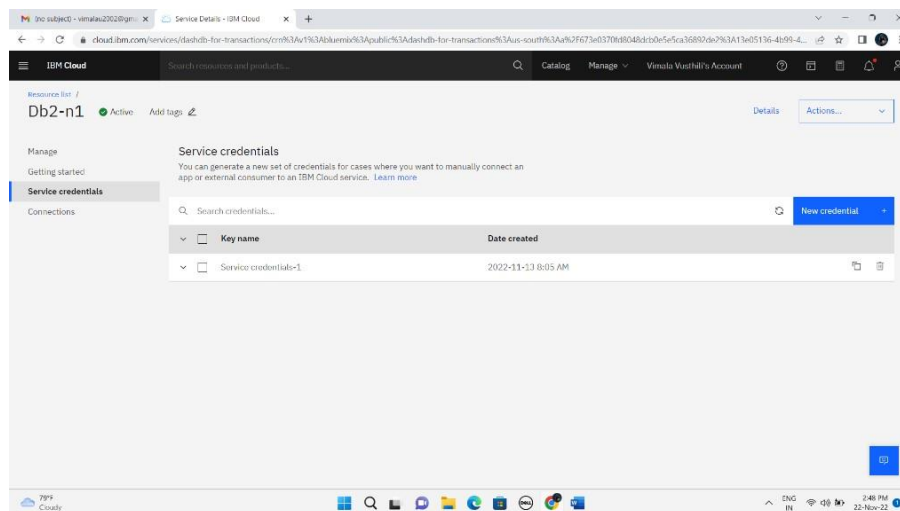 (no subject) - vimalau2002@gm
Service Details - IBM Cloud
cloud.ibm.com/services/dashdb-for-transactions/crn%3Av1%3Abluemix%3Apublic%3Adashdb-for-transactions%3Aus-south%3Aa%2F673e0370fd8048dcb0e5e5ca36892de2%3A13e05136-4b99-4...
IBM Cloud
Search resources and products...
Catalog
Manage
Vimala Vusthili's Account
Resource list /
Db2-n1
Active
Add tags
Details
Actions...
Manage
Getting started
Service credentials
Connections
Service credentials
You can generate a new set of credentials for cases where you want to manually connect an
app or external consumer to an IBM Cloud service. Learn more
Search credentials...
New credential +
Key name
Date created
Service credentials-1
2022-11-13 8:05 AM
79°F
Cloudy
DELL
W
ENG
IN
2:48 PM
22-Nov-22
1